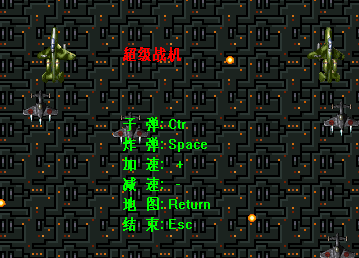 超级战机
子 弹: Ctr
炸 弹: Space
加 速: +
减 速: -
地 图: Return
结 束: Esc